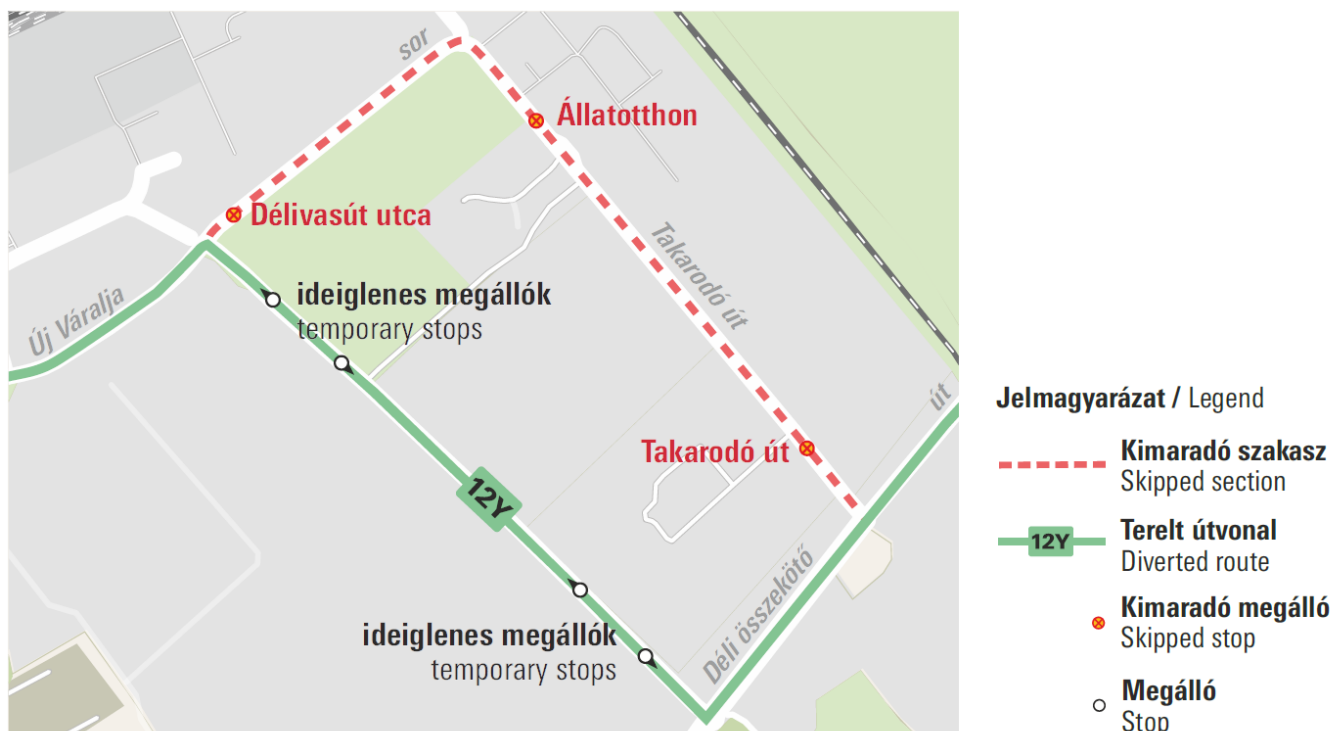 sor
Állatotthon
Délivasút utca
Takarodó út
ideiglenes megállók
temporary stops
Új Váralja
út
Takarodó út
12Y
Déli összekötő
ideiglenes megállók
temporary stops
Jelmagyarázat / Legend
Kimaradó szakasz
Skipped section
12Y
Terelt útvonal
Diverted route
Kimaradó megálló
Skipped stop
Megálló
Stop